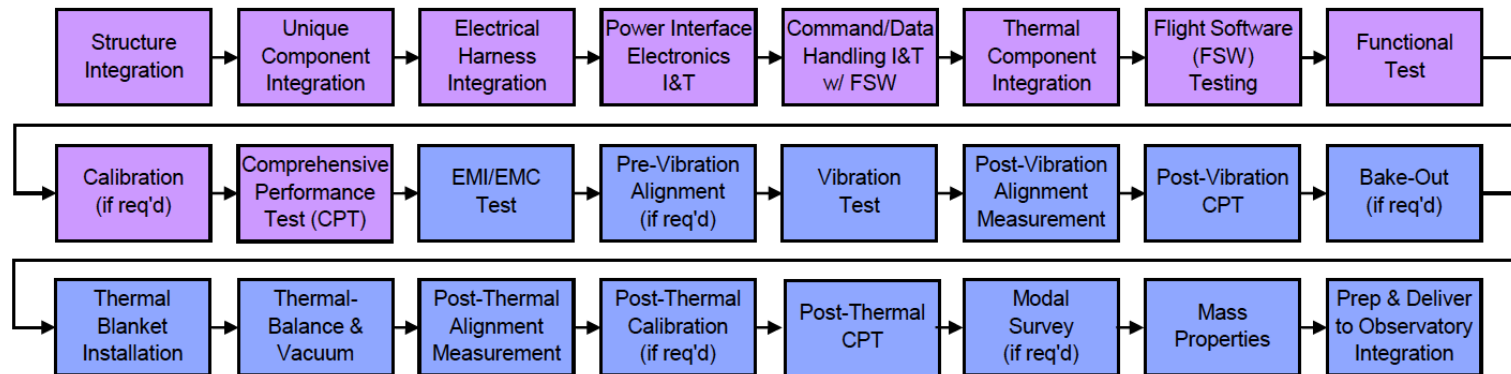 Structure
Integration
Unique
Component
Integration
Electrical
Harness
Integration
Power Interface
Electronics
I&T
Command/Data
Handling I&T
w/ FSW
Thermal
Component
Integration
Flight Software
(FSW)
Testing
Functional
Test
Calibration
(if req'd)
Comprehensive
Performance
Test (CPT)
EMI/EMC
Test
Pre-Vibration
Alignment
(if req'd)
Vibration
Test
Post-Vibration
Alignment
Measurement
Post-Vibration
CPT
Bake-Out
(if req'd)
Thermal
Blanket
Installation
Thermal-
Balance &
Vacuum
Post-Thermal
Alignment
Measurement
Post-Thermal
Calibration
(if req'd)
Post-Thermal
CPT
Modal
Survey
(if req'd)
Mass
Properties
Prep & Deliver
to Observatory
Integration